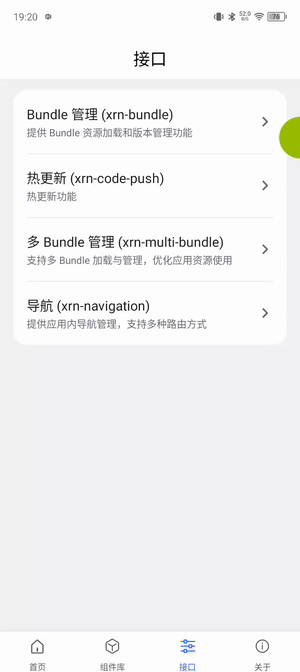 19:20
52.0
B/S
76
接口
Bundle 管理 (xrn-bundle)
提供 Bundle 资源加载和版本管理功能
热更新 (xrn-code-push)
热更新功能
多 Bundle 管理 (xrn-multi-bundle)
支持多 Bundle 加载与管理，优化应用资源使用
导航 (xrn-navigation)
提供应用内导航管理，支持多种路由方式
首页
组件库
接口
关于